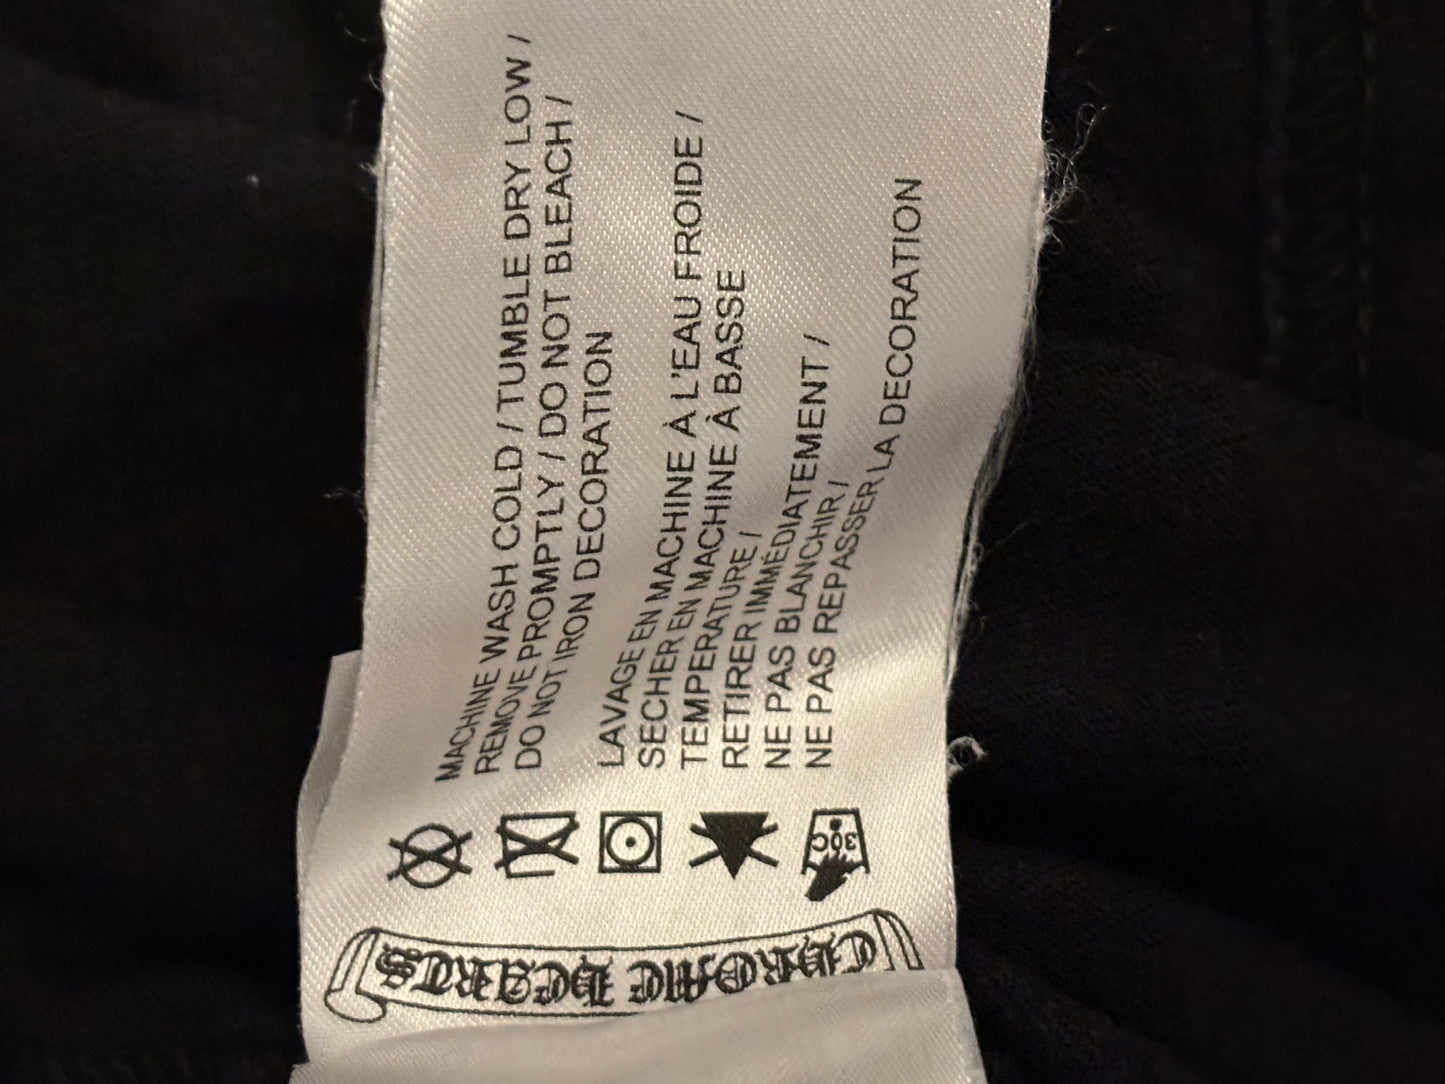 MACHINE WASH COLD / TUMBLE DRY LOW /
REMOVE PROMPTLY / DO NOT BLEACH /
DO NOT IRON DECORATION
LAVAGE EN MACHINE À L'EAU FROIDE /
SECHER EN MACHINE À BASSE
TEMPERATURE /
RETIRER IMMÉDIATEMENT /
NE PAS BLANCHIR /
NE PAS REPASSER LA DECORATION
30C
CHROME HEARTS